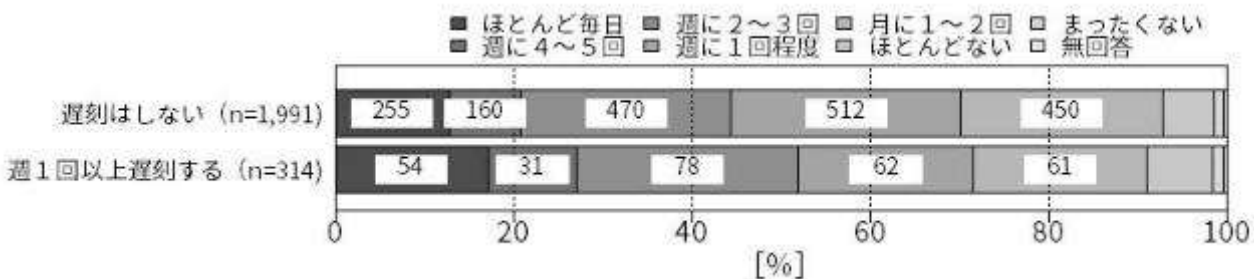 ■ ほとんど毎日 ■ 週に2~3回 ■ 月に1~2回 □ まったくない
■ 週に4~5回 ■ 週に1回程度 □ ほとんどない □ 無回答
遅刻はしない (n=1,991) 255 160 470 512 450
週1回以上遅刻する (n=314) 54 31 78 62 61
0 20 40 60 80 100
[%]